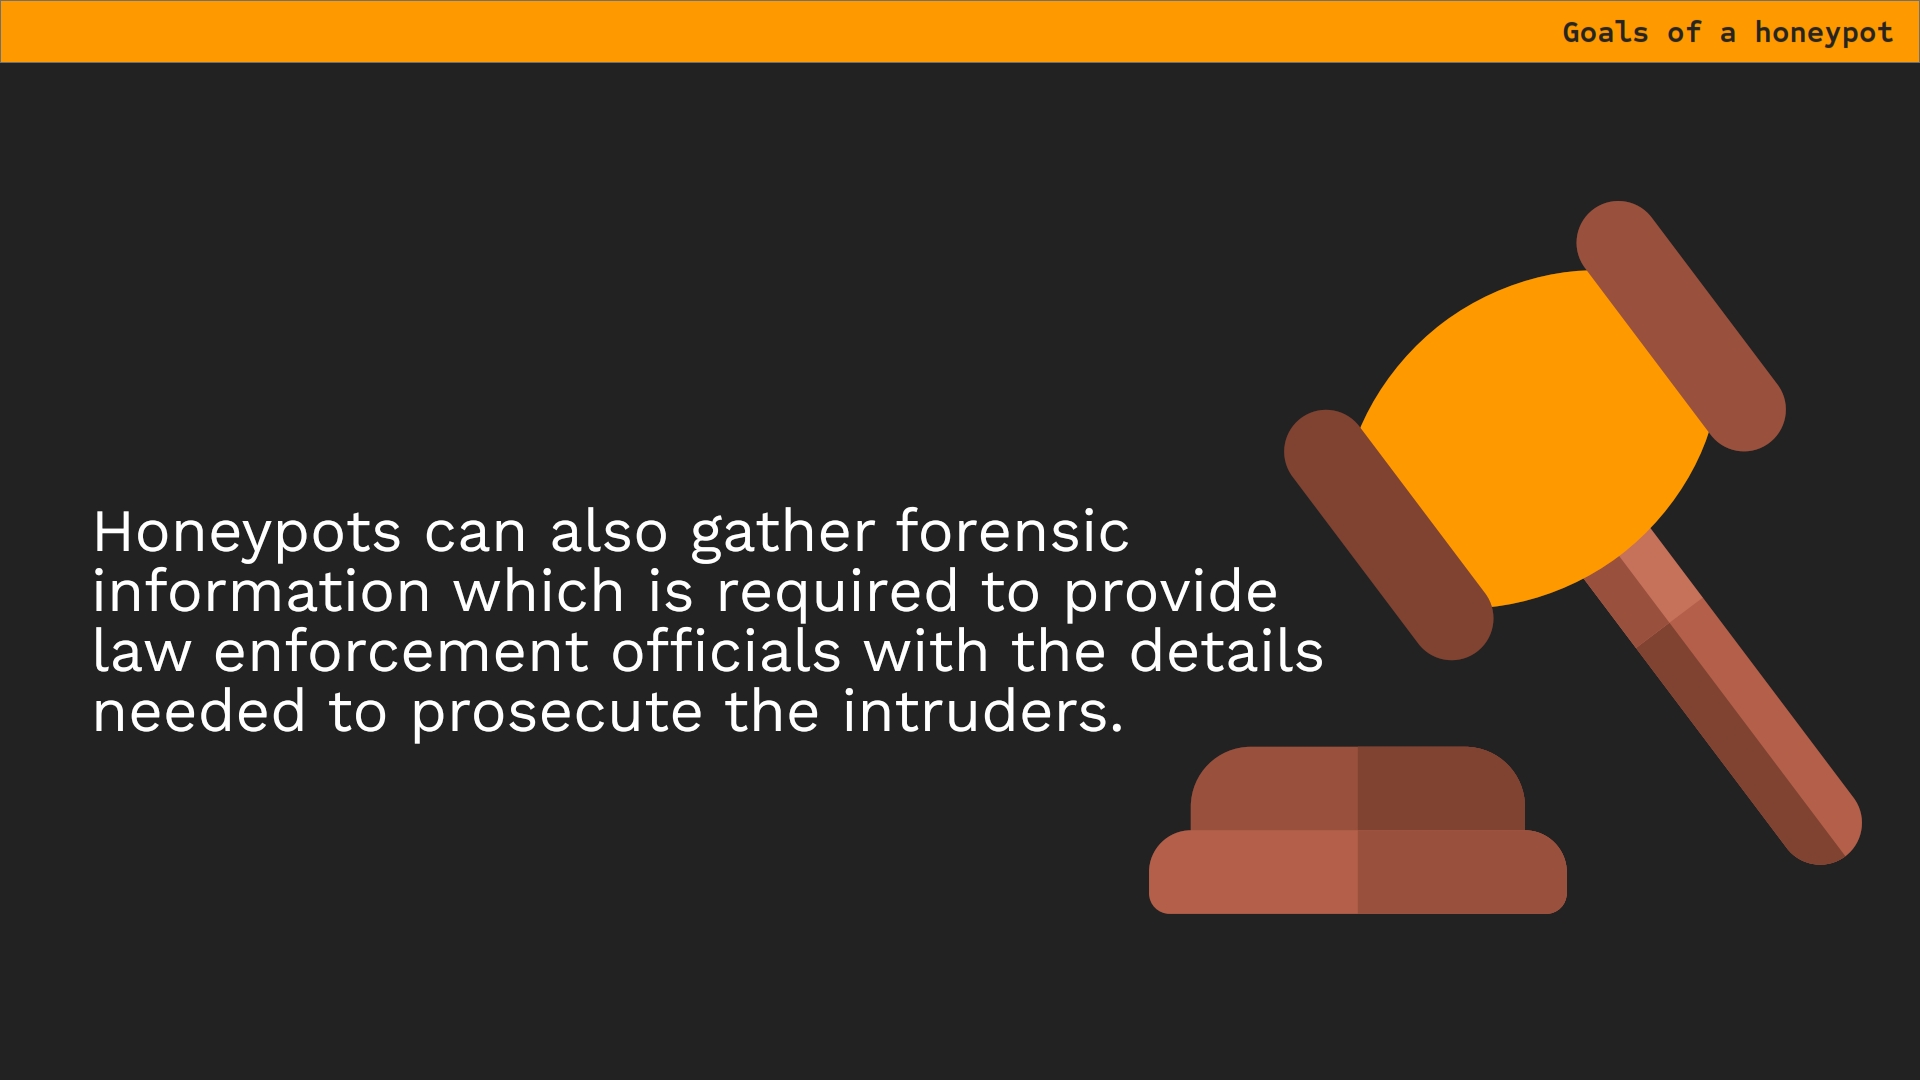 Goals of a honeypot
Honeypots can also gather forensic
information which is required to provide
law enforcement officials with the details
needed to prosecute the intruders.